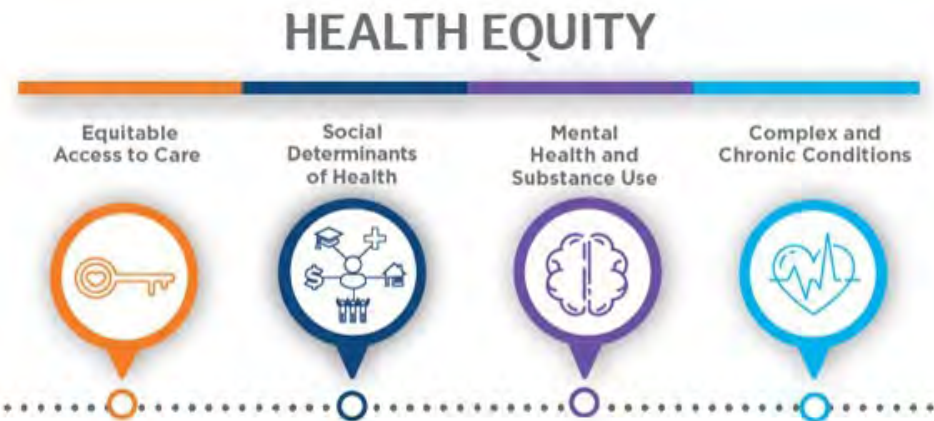 HEALTH EQUITY
Equitable
Access to Care
Social
Determinants
of Health
Mental
Health and
Substance Use
Complex and
Chronic Conditions
$